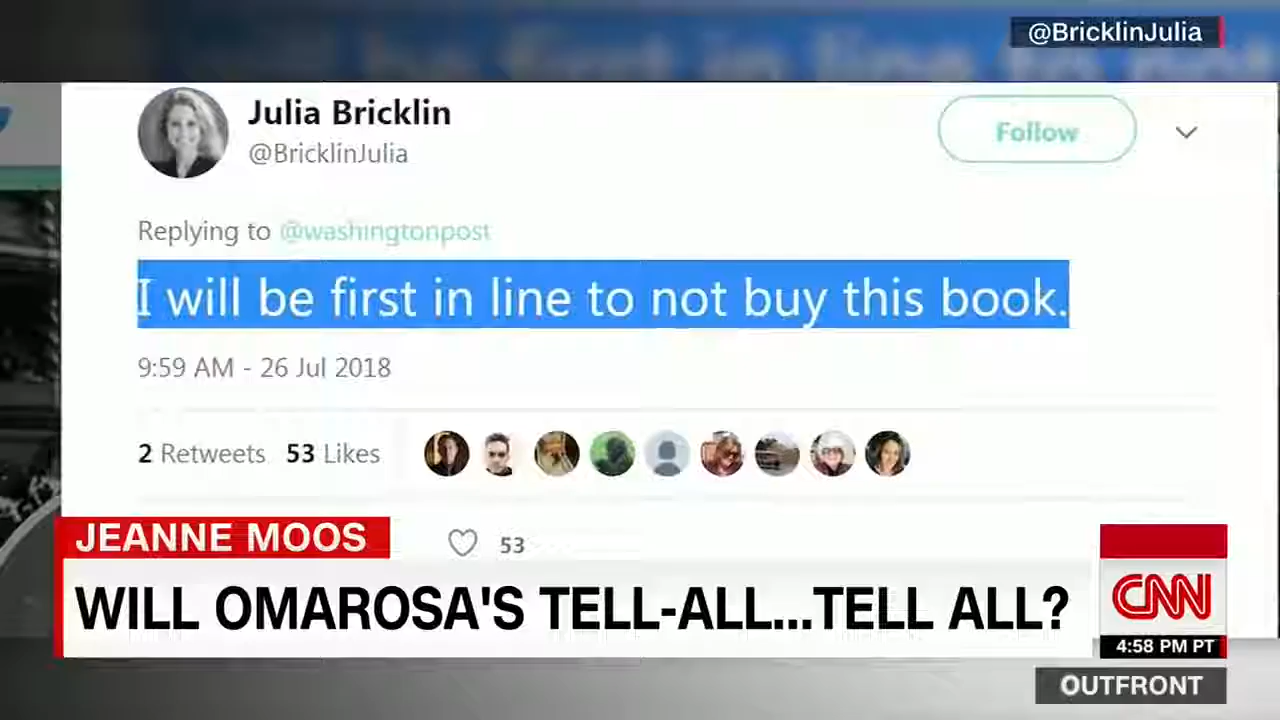 @BricklinJulia
Julia Bricklin
@BricklinJulia
Follow
Replying to @washingtonpost
I will be first in line to not buy this book.
9:59 AM - 26 Jul 2018
2 Retweets 53 Likes
53
JEANNE MOOS
WILL OMAROSA'S TELL-ALL...TELL ALL?
CNN
4:58 PM PT
OUTFRONT